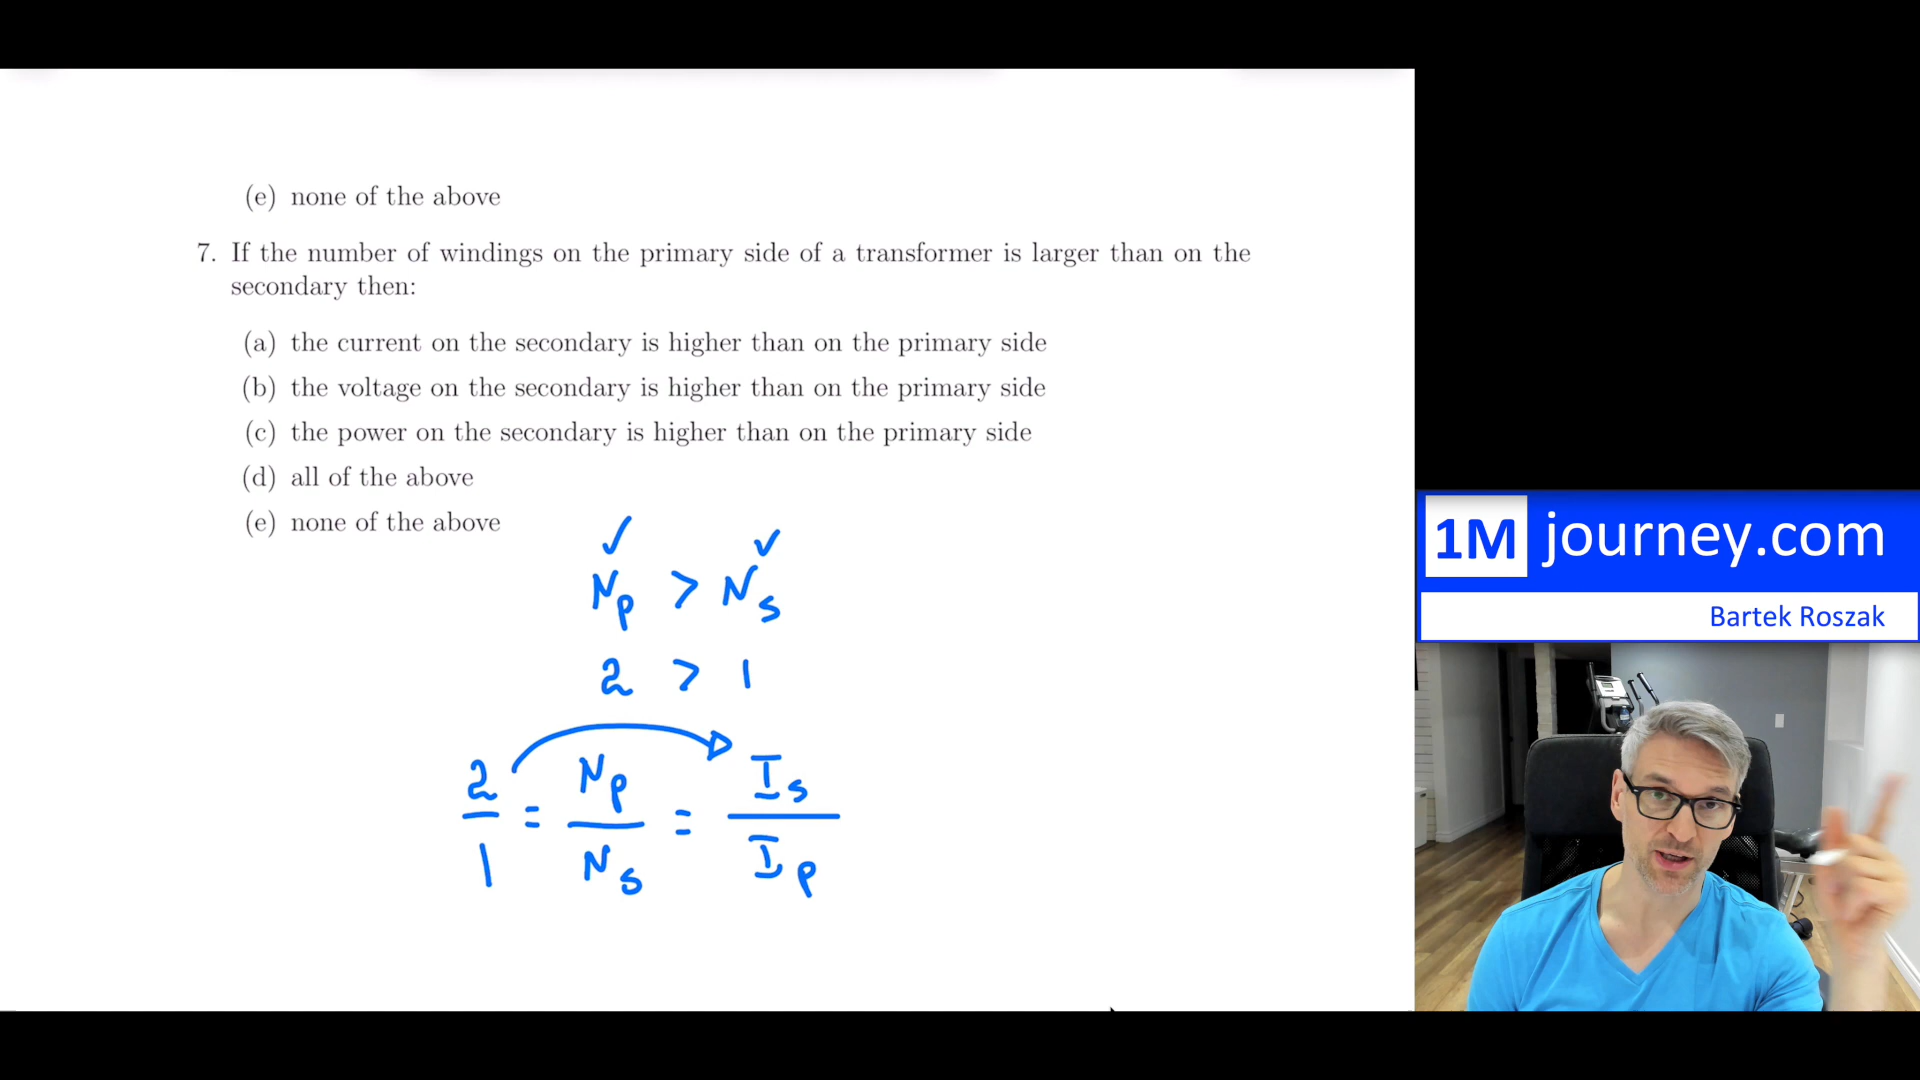 (e) none of the above
7. If the number of windings on the primary side of a transformer is larger than on the
secondary then:
(a) the current on the secondary is higher than on the primary side
(b) the voltage on the secondary is higher than on the primary side
(c) the power on the secondary is higher than on the primary side
(d) all of the above
(e) none of the above
✓ ✓
Np > Ns
2 > 1
2/1 = Np/Ns = Is/Ip
1M journey.com
Bartek Roszak